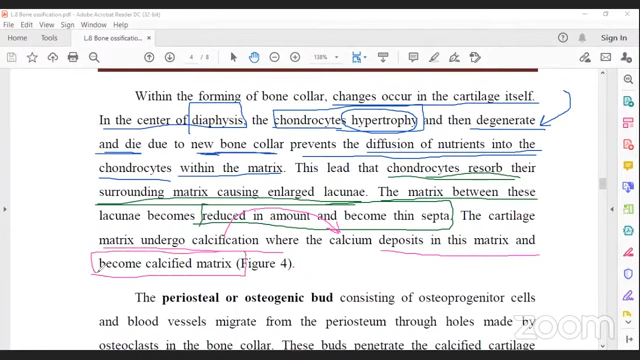 L.8 Bone ossification.pdf - Adobe Acrobat Reader DC (32-bit)
File Edit View Sign Window Help
Home Tools L.8 Bone ossificatio... × Sign In
4 / 8 138%
Within the forming of bone collar, changes occur in the cartilage itself.
In the center of diaphysis, the chondrocytes hypertrophy and then degenerate
and die due to new bone collar prevents the diffusion of nutrients into the
chondrocytes within the matrix. This lead that chondrocytes resorb their
surrounding matrix causing enlarged lacunae. The matrix between these
lacunae becomes reduced in amount and become thin septa. The cartilage
matrix undergo calcification where the calcium deposits in this matrix and
become calcified matrix (Figure 4).
The periosteal or osteogenic bud consisting of osteoprogenitor cells
and blood vessels migrate from the periosteum through holes made by
osteoclasts in the bone collar. These buds penetrate the calcified cartilage
zoom